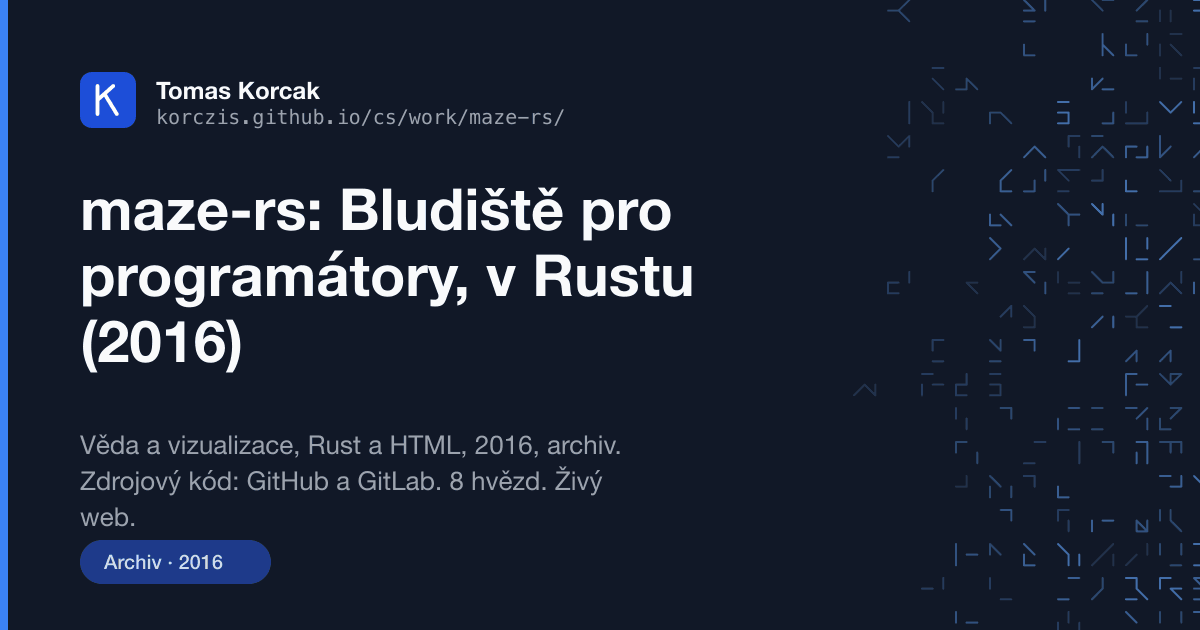 K
Tomas Korcak
korczis.github.io/cs/work/maze-rs/
maze-rs: Bludiště pro
programátory, v Rustu
(2016)
Věda a vizualizace, Rust a HTML, 2016, archiv.
Zdrojový kód: GitHub a GitLab. 8 hvězd. Živý
web.
Archiv · 2016